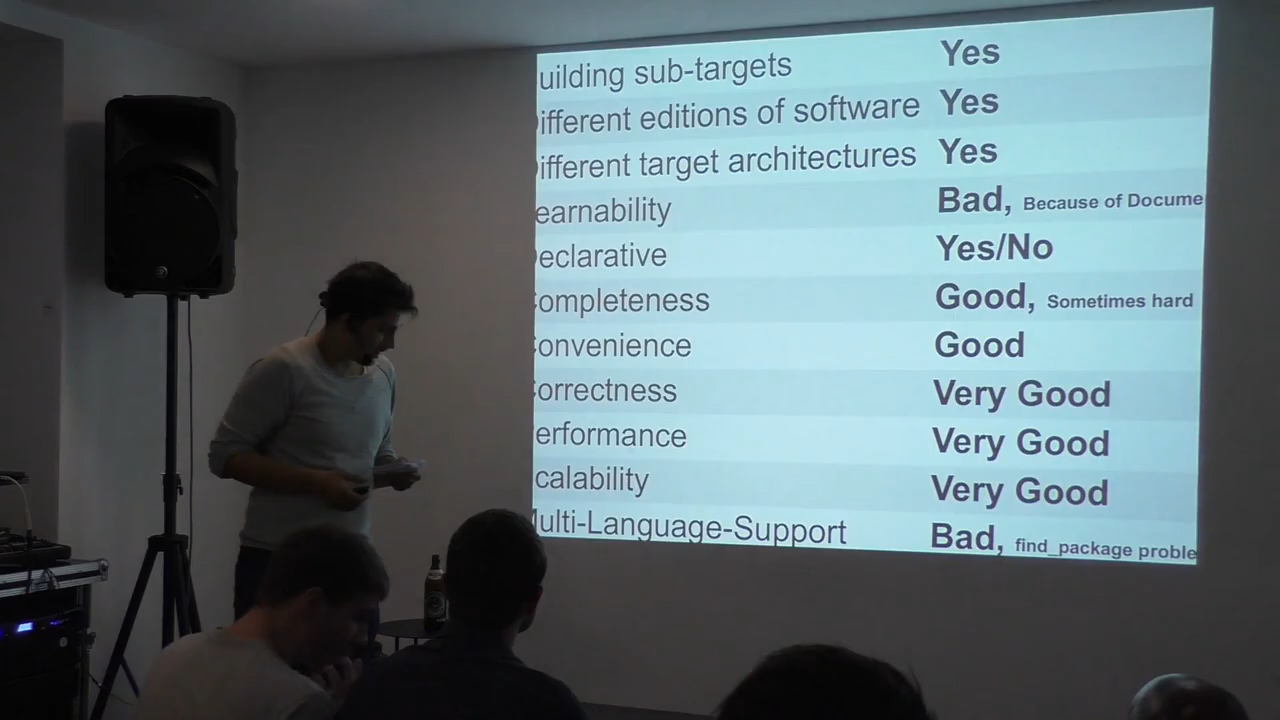 uilding sub-targets Yes
ifferent editions of software Yes
ifferent target architectures Yes
earnability Bad, Because of Docume
eclarative Yes/No
ompleteness Good, Sometimes hard
onvenience Good
orrectness Very Good
erformance Very Good
calability Very Good
ulti-Language-Support Bad, find_package proble